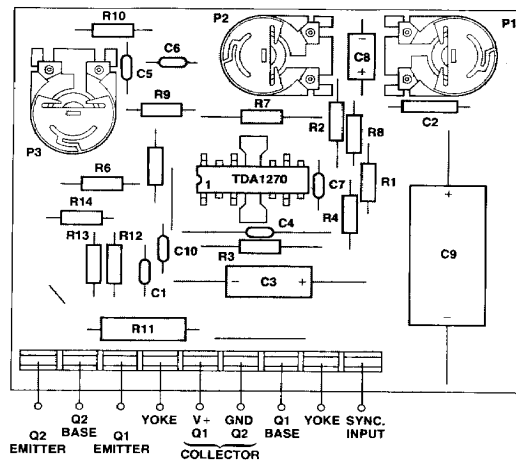 R10
P2
P1
C6
C8
-
+
C5
R9
R7
R2
R8
C2
P3
1 TDA1270
R6
C7
R1
R14
R4
C4
R13
R12
C10
R3
C9
C1
- C3 +
+
-
R11
Q2 EMITTER
Q2 BASE
Q1 EMITTER
YOKE
V+ Q1
GND Q2
COLLECTOR
Q1 BASE
YOKE
SYNC. INPUT